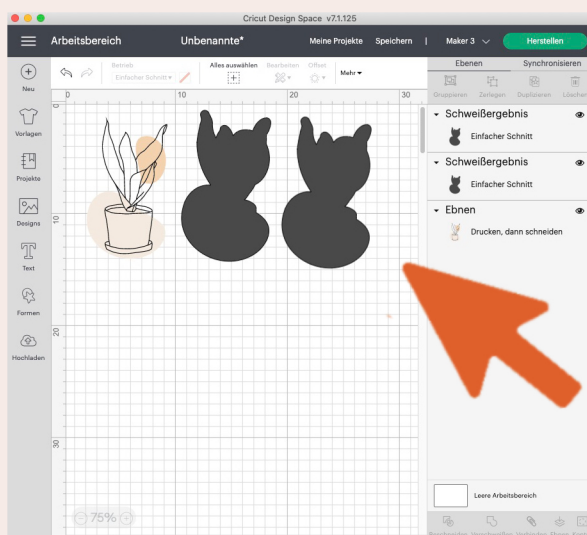 Cricut Design Space v7.1.125
Arbeitsbereich
Unbenannte*
Meine Projekte
Speichern
|
Maker 3
Herstellen
Neu
Vorlagen
Projekte
Designs
Text
Formen
Hochladen
Betrieb
Einfacher Schnitt
Alles auswählen
Bearbeiten
Offset
Mehr
0
10
20
30
0
10
20
30
75%
Ebenen
Synchronisieren
Gruppieren
Zerlegen
Duplizieren
Löschen
Schweißergebnis
Einfacher Schnitt
Schweißergebnis
Einfacher Schnitt
Ebnen
Drucken, dann schneiden
Leere Arbeitsbereich